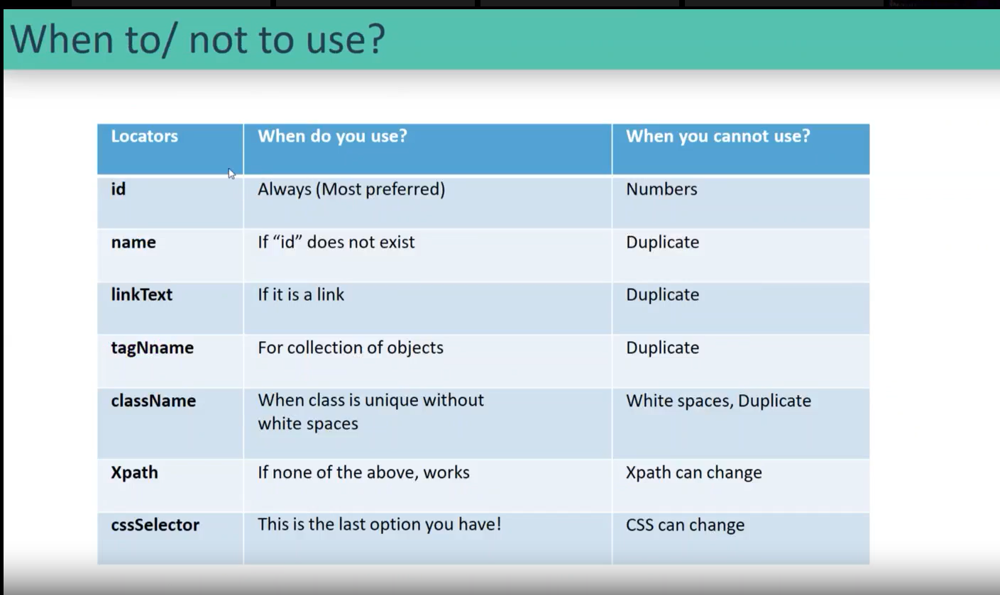 When to/ not to use?
Locators When do you use? When you cannot use?
id Always (Most preferred) Numbers
name If “id” does not exist Duplicate
linkText If it is a link Duplicate
tagNname For collection of objects Duplicate
className When class is unique without White spaces, Duplicate
white spaces
Xpath If none of the above, works Xpath can change
cssSelector This is the last option you have! CSS can change